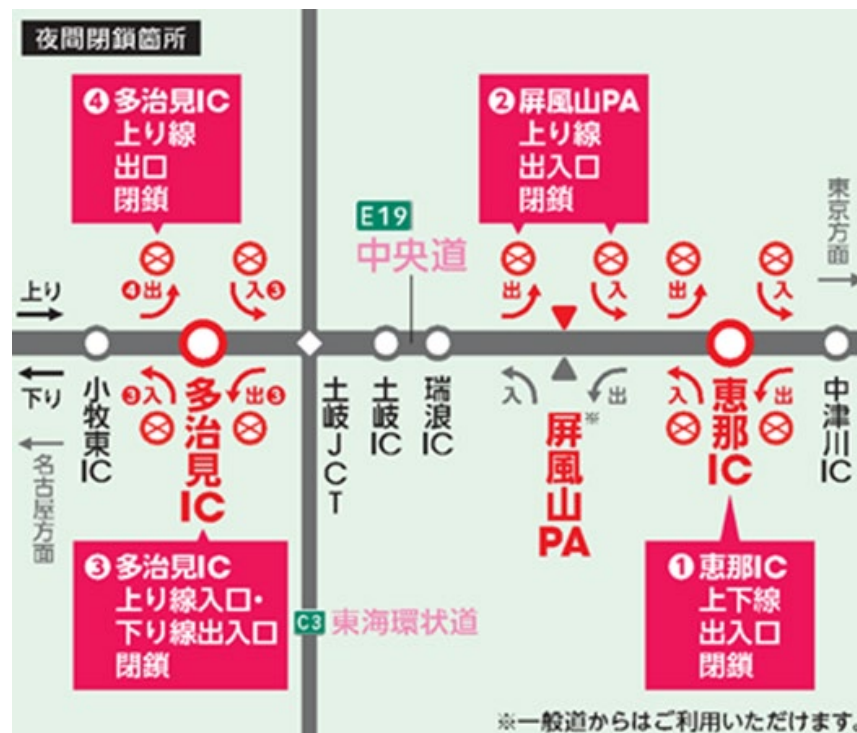 夜間閉鎖箇所
❹多治見IC
上り線
出口
閉鎖
❷屏風山PA
上り線
出入口
閉鎖
E19
中央道
東京方面
上り
❹出
入❸
出
入
出
入
下り
❸入
出❸
入
出
※
入
出
名古屋方面
小牧東IC
多治見IC
土岐JCT
土岐IC
瑞浪IC
屏風山PA
恵那IC
中津川IC
❸多治見IC
上り線入口・
下り線出入口
閉鎖
C3 東海環状道
❶恵那IC
上下線
出入口
閉鎖
※一般道からはご利用いただけます。